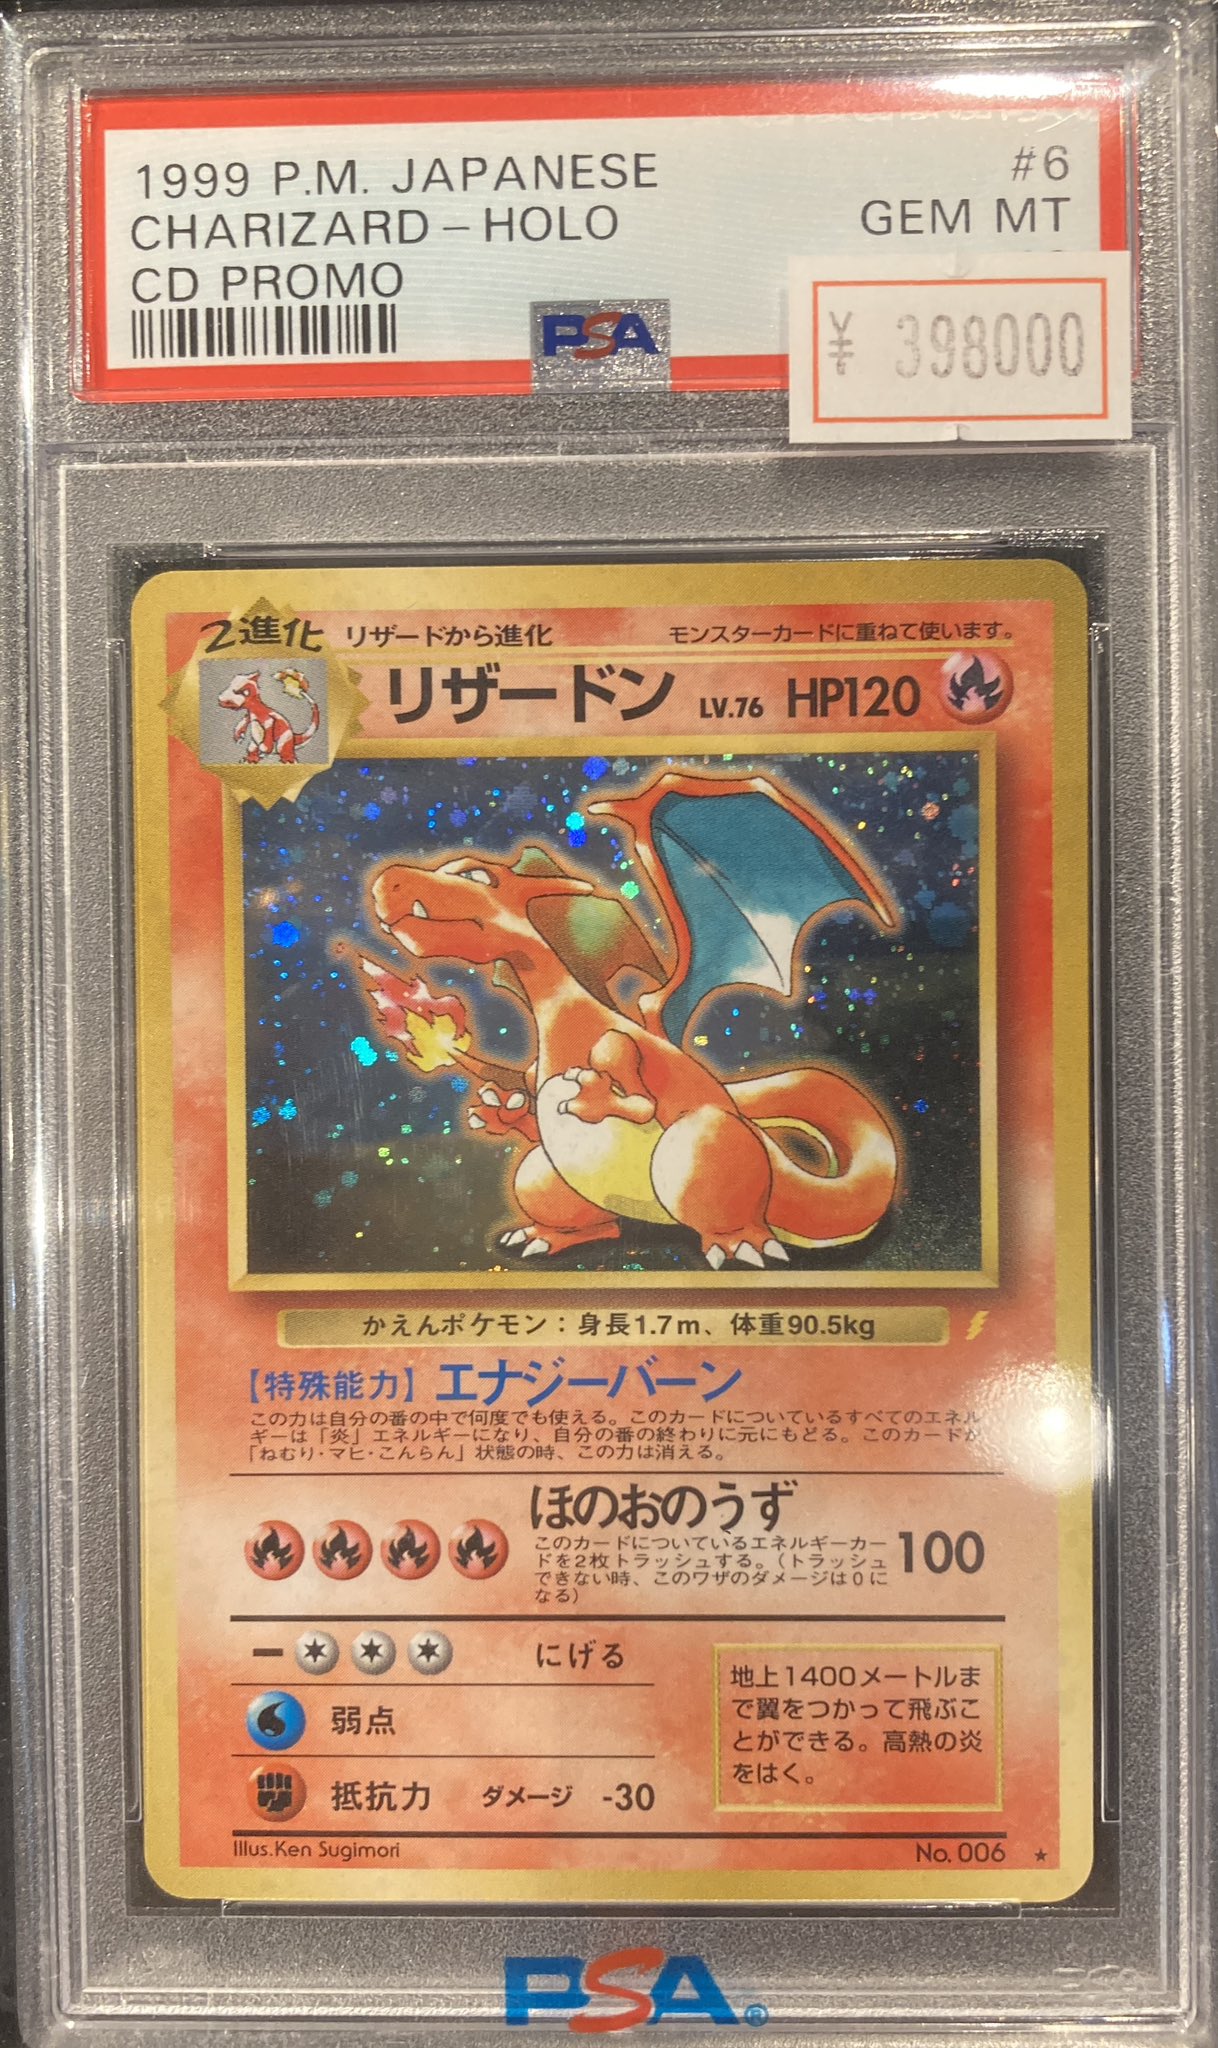 1999 P.M. JAPANESE
#6
CHARIZARD – HOLO
GEM MT
CD PROMO
PSA
¥ 398000
2進化
リザードから進化
モンスターカードに重ねて使います。
リザードン LV.76 HP120
かえんポケモン：身長1.7m、体重90.5kg
【特殊能力】エナジーバーン
この力は自分の番の中で何度でも使える。このカードについているすべてのエネル
ギーは「炎」エネルギーになり、自分の番の終わりに元にもどる。このカードが
「ねむり・マヒ・こんらん」状態の時、この力は消える。
ほのおのうず
このカードについているエネルギーカー
ドを2枚トラッシュする。（トラッシュ
できない時、このワザのダメージは0に
なる）
100
にげる
弱点
抵抗力 ダメージ -30
地上1400メートルま
で翼をつかって飛ぶこ
とができる。高熱の炎
をはく。
Illus.Ken Sugimori
No. 006 ★
PSA®